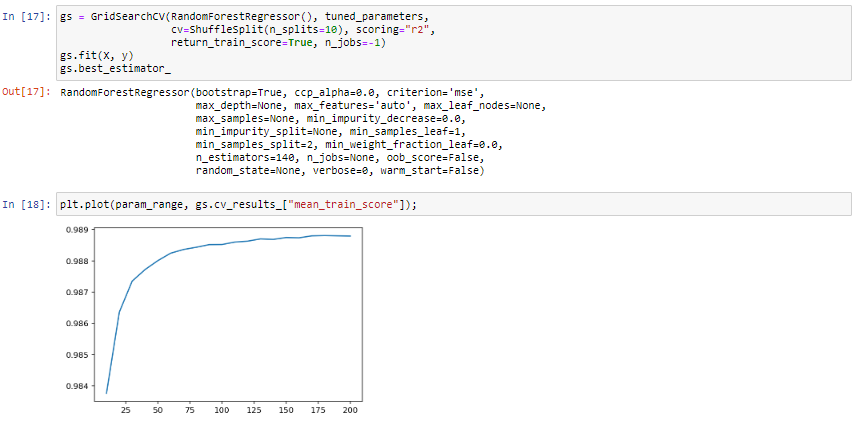 In [17]: gs = GridSearchCV(RandomForestRegressor(), tuned_parameters,
cv=ShuffleSplit(n_splits=10), scoring="r2",
return_train_score=True, n_jobs=-1)
gs.fit(X, y)
gs.best_estimator_
Out[17]: RandomForestRegressor(bootstrap=True, ccp_alpha=0.0, criterion='mse',
max_depth=None, max_features='auto', max_leaf_nodes=None,
max_samples=None, min_impurity_decrease=0.0,
min_impurity_split=None, min_samples_leaf=1,
min_samples_split=2, min_weight_fraction_leaf=0.0,
n_estimators=140, n_jobs=None, oob_score=False,
random_state=None, verbose=0, warm_start=False)
In [18]: plt.plot(param_range, gs.cv_results_["mean_train_score"]);
0.989
0.988
0.987
0.986
0.985
0.984
25 50 75 100 125 150 175 200